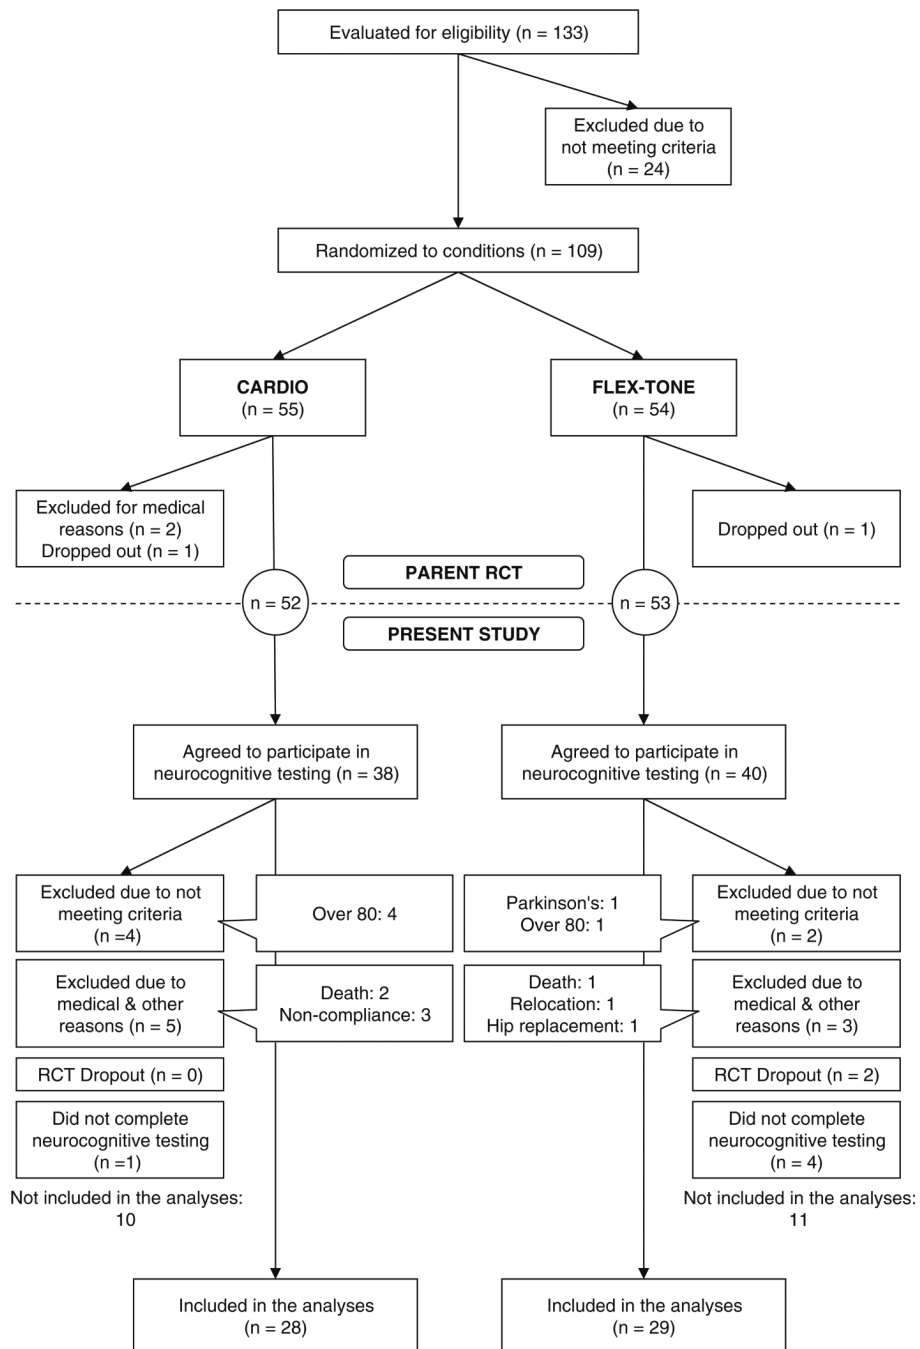 Evaluated for eligibility (n = 133)
Excluded due to
not meeting criteria
(n = 24)
Randomized to conditions (n = 109)
CARDIO
(n = 55)
FLEX-TONE
(n = 54)
Excluded for medical
reasons (n = 2)
Dropped out (n = 1)
Dropped out (n = 1)
PARENT RCT
n = 52
n = 53
PRESENT STUDY
Agreed to participate in
neurocognitive testing (n = 38)
Agreed to participate in
neurocognitive testing (n = 40)
Excluded due to not
meeting criteria
(n =4)
Over 80: 4
Parkinson's: 1
Over 80: 1
Excluded due to not
meeting criteria
(n = 2)
Excluded due to
medical & other
reasons (n = 5)
Death: 2
Non-compliance: 3
Death: 1
Relocation: 1
Hip replacement: 1
Excluded due to
medical & other
reasons (n = 3)
RCT Dropout (n = 0)
RCT Dropout (n = 2)
Did not complete
neurocognitive testing
(n =1)
Did not complete
neurocognitive testing
(n = 4)
Not included in the analyses:
10
Not included in the analyses:
11
Included in the analyses
(n = 28)
Included in the analyses
(n = 29)